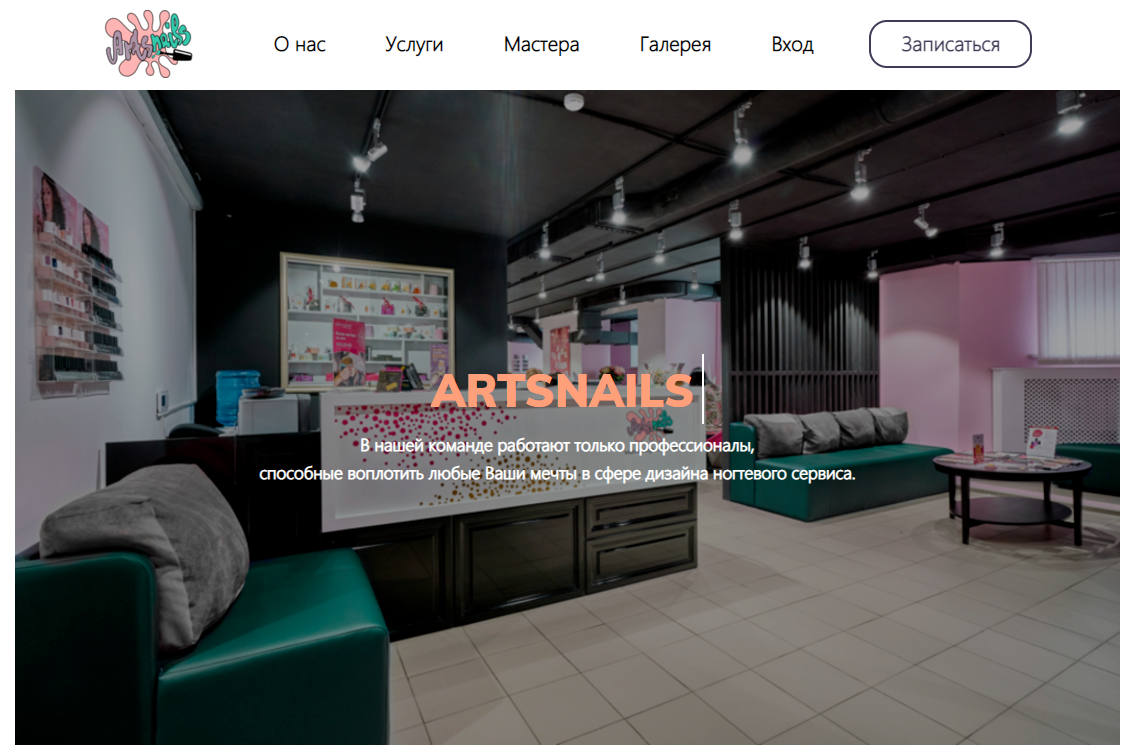 Artsnails
О нас
Услуги
Мастера
Галерея
Вход
Записаться
ARTSNAILS
В нашей команде работают только профессионалы,
способные воплотить любые Ваши мечты в сфере дизайна ногтевого сервиса.